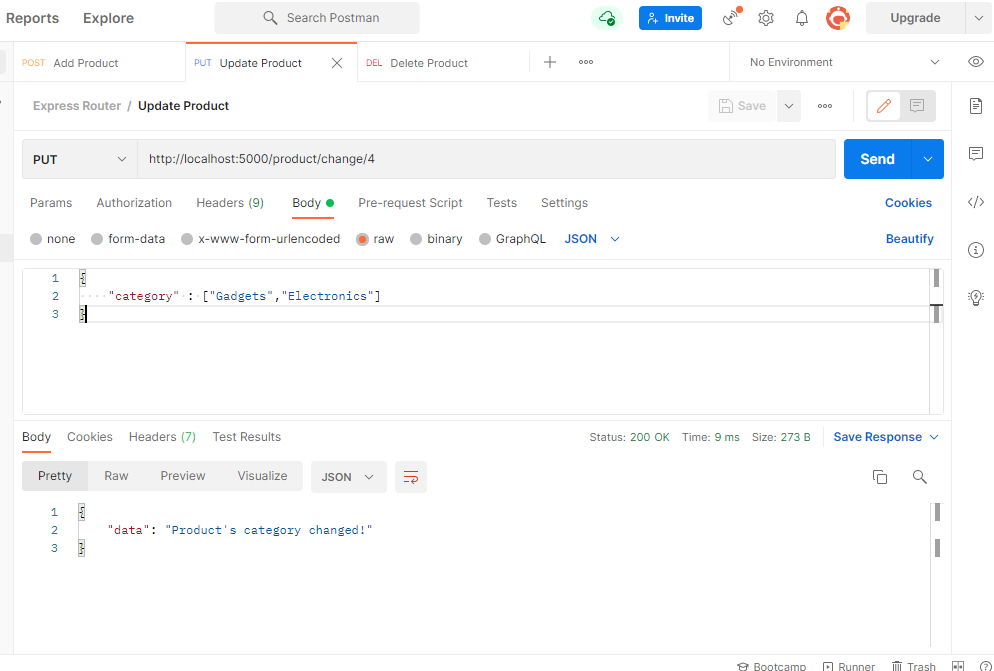 Reports Explore Search Postman Invite Upgrade
POST Add Product PUT Update Product DEL Delete Product No Environment
Express Router / Update Product Save
PUT http://localhost:5000/product/change/4 Send
Params Authorization Headers (9) Body Pre-request Script Tests Settings Cookies
none form-data x-www-form-urlencoded raw binary GraphQL JSON Beautify
1 {
2 "category" : ["Gadgets","Electronics"]
3 }
Body Cookies Headers (7) Test Results Status: 200 OK Time: 9 ms Size: 273 B Save Response
Pretty Raw Preview Visualize JSON
1 {
2 "data": "Product's category changed!"
3 }
Bootcamp Runner Trash